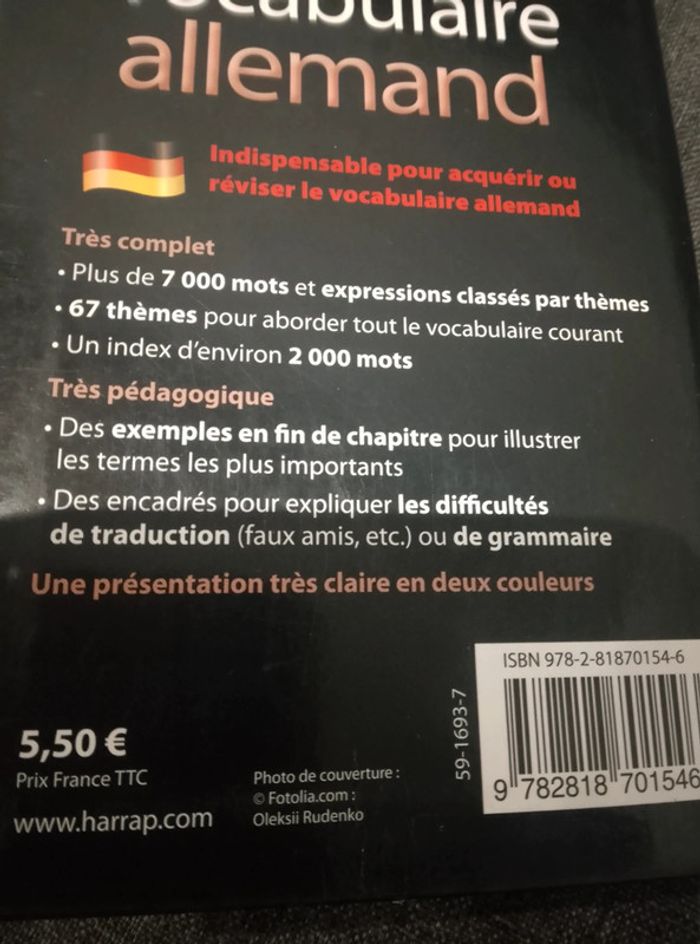 vocabulaire
allemand
Indispensable pour acquérir ou
réviser le vocabulaire allemand
Très complet
• Plus de 7 000 mots et expressions classés par thèmes
• 67 thèmes pour aborder tout le vocabulaire courant
• Un index d'environ 2 000 mots
Très pédagogique
• Des exemples en fin de chapitre pour illustrer
les termes les plus importants
• Des encadrés pour expliquer les difficultés
de traduction (faux amis, etc.) ou de grammaire
Une présentation très claire en deux couleurs
ISBN 978-2-81870154-6
59-1693-7
9 782818 701546
5,50 €
Prix France TTC
www.harrap.com
Photo de couverture :
© Fotolia.com :
Oleksii Rudenko